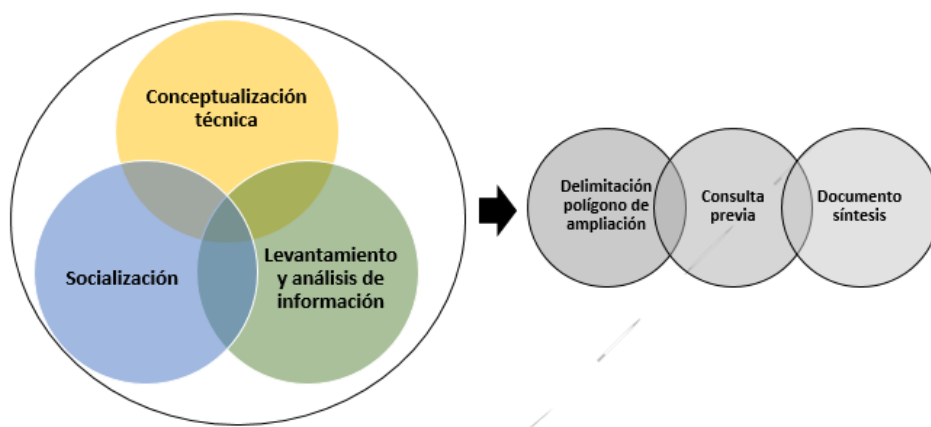 Conceptualización
técnica
Socialización
Levantamiento
y análisis de
información
Delimitación
polígono de
ampliación
Consulta
previa
Documento
síntesis